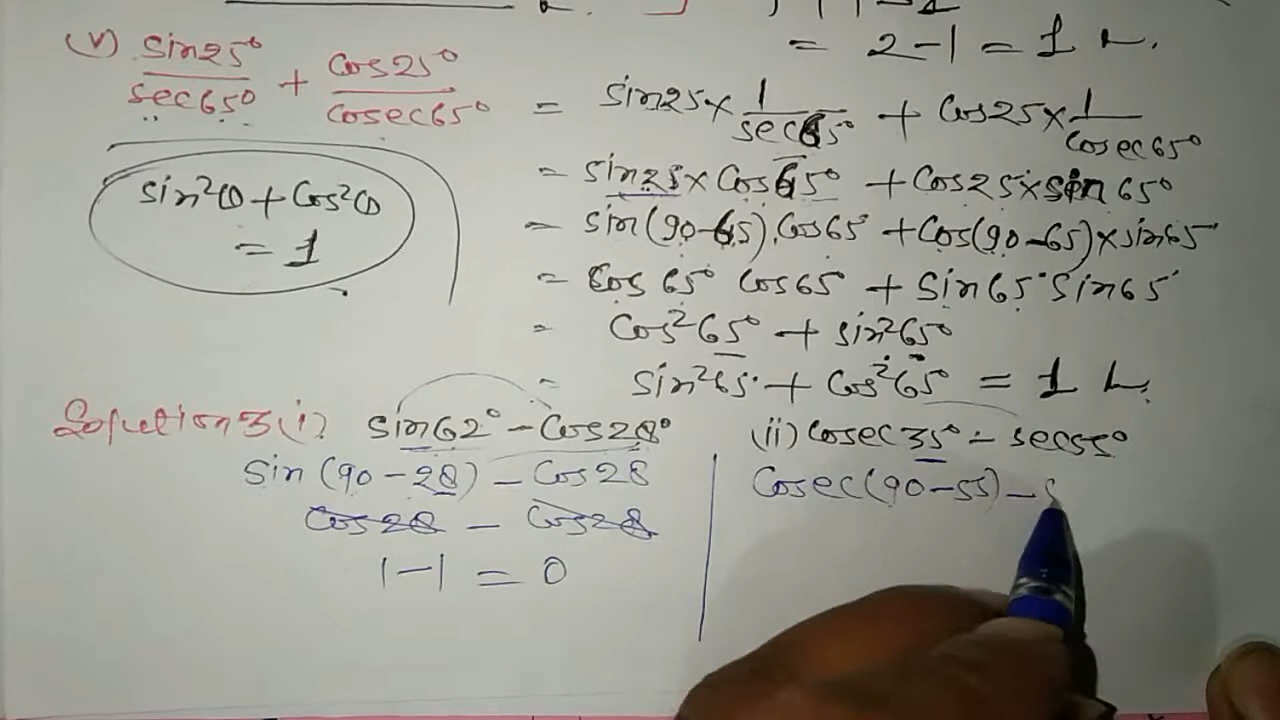 = 2 - 1 = 1
(v) sin25° / sec65° + cos25° / cosec65° = sin25 × 1/sec65° + cos25 × 1/cosec65°
= sin25 × cos65° + cos25 × sin65°
= sin(90-65).cos65° + cos(90-65) × sin65°
= cos65° cos65° + sin65° sin65°
= cos²65° + sin²65°
= sin²65° + cos²65° = 1
sin²θ + cos²θ
= 1
Solution 3(i). sin62° - cos28°
sin(90-28) - cos28
cos28 - cos28
1 - 1 = 0
(ii) cosec35° - sec55°
cosec(90-55) - s